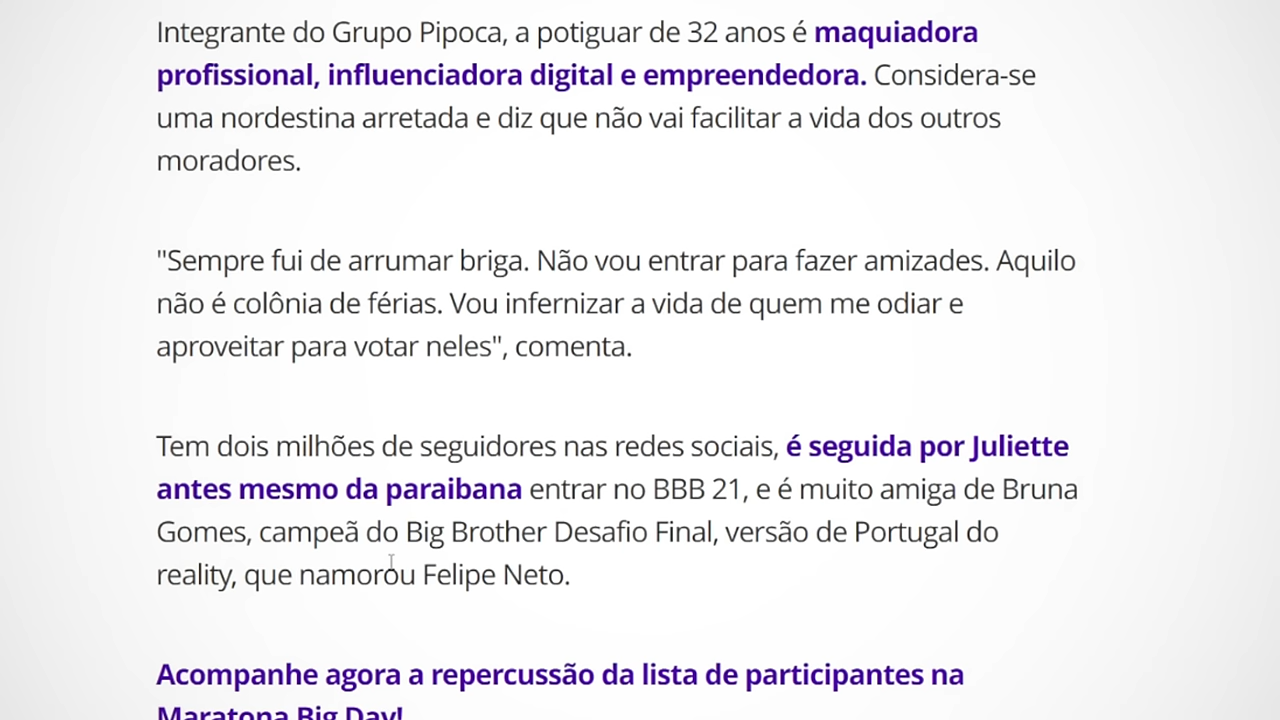 Integrante do Grupo Pipoca, a potiguar de 32 anos é maquiadora
profissional, influenciadora digital e empreendedora. Considera-se
uma nordestina arretada e diz que não vai facilitar a vida dos outros
moradores.
"Sempre fui de arrumar briga. Não vou entrar para fazer amizades. Aquilo
não é colônia de férias. Vou infernizar a vida de quem me odiar e
aproveitar para votar neles", comenta.
Tem dois milhões de seguidores nas redes sociais, é seguida por Juliette
antes mesmo da paraibana entrar no BBB 21, e é muito amiga de Bruna
Gomes, campeã do Big Brother Desafio Final, versão de Portugal do
reality, que namorou Felipe Neto.
Acompanhe agora a repercussão da lista de participantes na
Maratona Big Day!